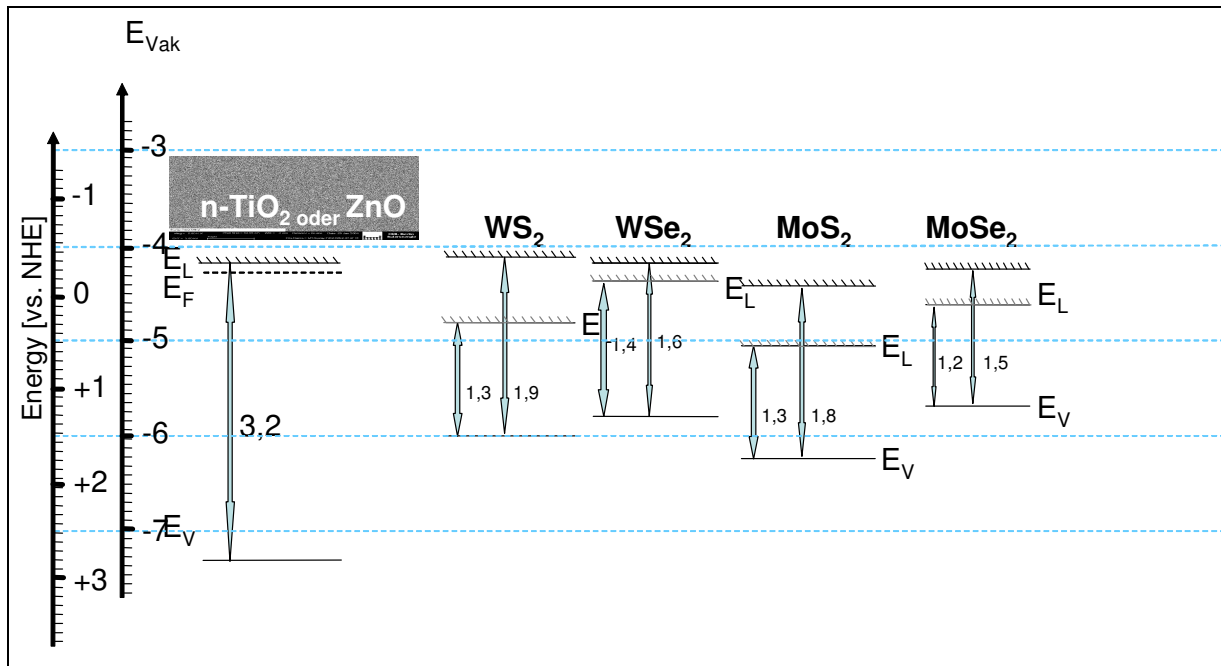 E_Vak
Energy [vs. NHE]
-1
0
+1
+2
+3
-3
-4
-5
-6
-7
n-TiO₂ oder ZnO
E_L
E_F
3,2
E_V
WS₂
E
1,3
1,9
WSe₂
E_L
1,4
1,6
MoS₂
E_L
1,3
1,8
E_V
MoSe₂
E_L
1,2
1,5
E_V